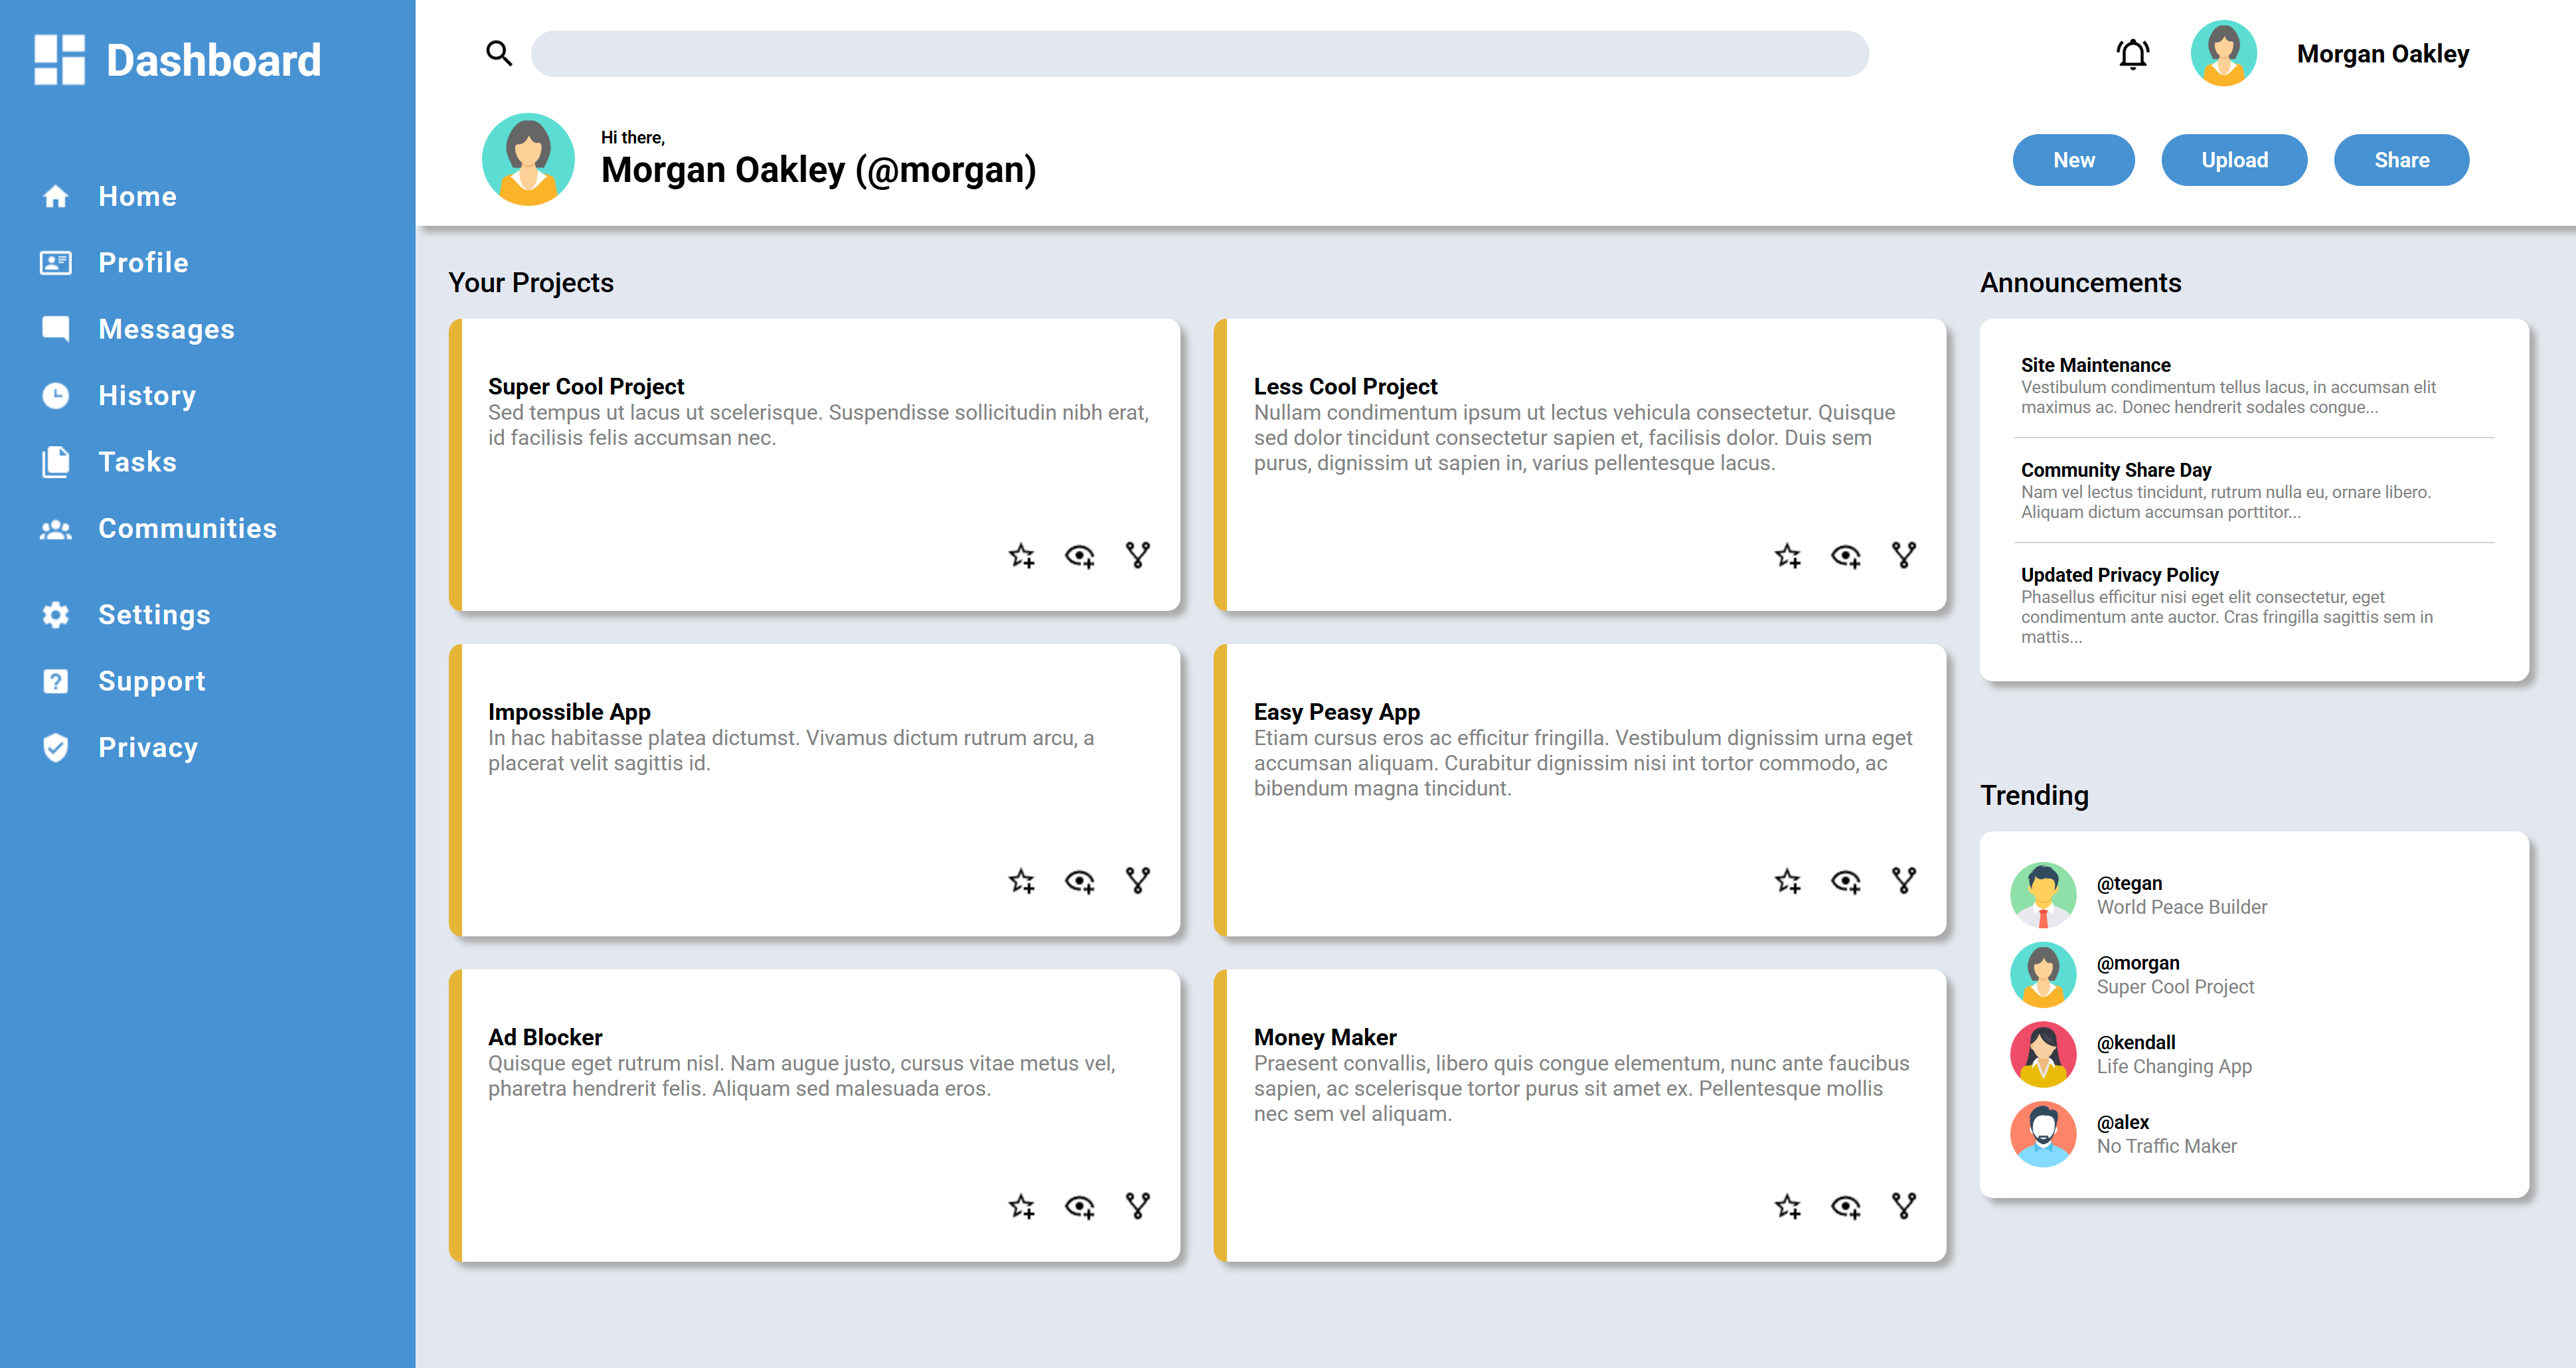 Dashboard
Home
Profile
Messages
History
Tasks
Communities
Settings
Support
Privacy
Morgan Oakley
Hi there,
Morgan Oakley (@morgan)
New
Upload
Share
Your Projects
Super Cool Project
Sed tempus ut lacus ut scelerisque. Suspendisse sollicitudin nibh erat,
id facilisis felis accumsan nec.
Less Cool Project
Nullam condimentum ipsum ut lectus vehicula consectetur. Quisque
sed dolor tincidunt consectetur sapien et, facilisis dolor. Duis sem
purus, dignissim ut sapien in, varius pellentesque lacus.
Impossible App
In hac habitasse platea dictumst. Vivamus dictum rutrum arcu, a
placerat velit sagittis id.
Easy Peasy App
Etiam cursus eros ac efficitur fringilla. Vestibulum dignissim urna eget
accumsan aliquam. Curabitur dignissim nisi int tortor commodo, ac
bibendum magna tincidunt.
Ad Blocker
Quisque eget rutrum nisl. Nam augue justo, cursus vitae metus vel,
pharetra hendrerit felis. Aliquam sed malesuada eros.
Money Maker
Praesent convallis, libero quis congue elementum, nunc ante faucibus
sapien, ac scelerisque tortor purus sit amet ex. Pellentesque mollis
nec sem vel aliquam.
Announcements
Site Maintenance
Vestibulum condimentum tellus lacus, in accumsan elit
maximus ac. Donec hendrerit sodales congue...
Community Share Day
Nam vel lectus tincidunt, rutrum nulla eu, ornare libero.
Aliquam dictum accumsan porttitor...
Updated Privacy Policy
Phasellus efficitur nisi eget elit consectetur, eget
condimentum ante auctor. Cras fringilla sagittis sem in
mattis...
Trending
@tegan
World Peace Builder
@morgan
Super Cool Project
@kendall
Life Changing App
@alex
No Traffic Maker